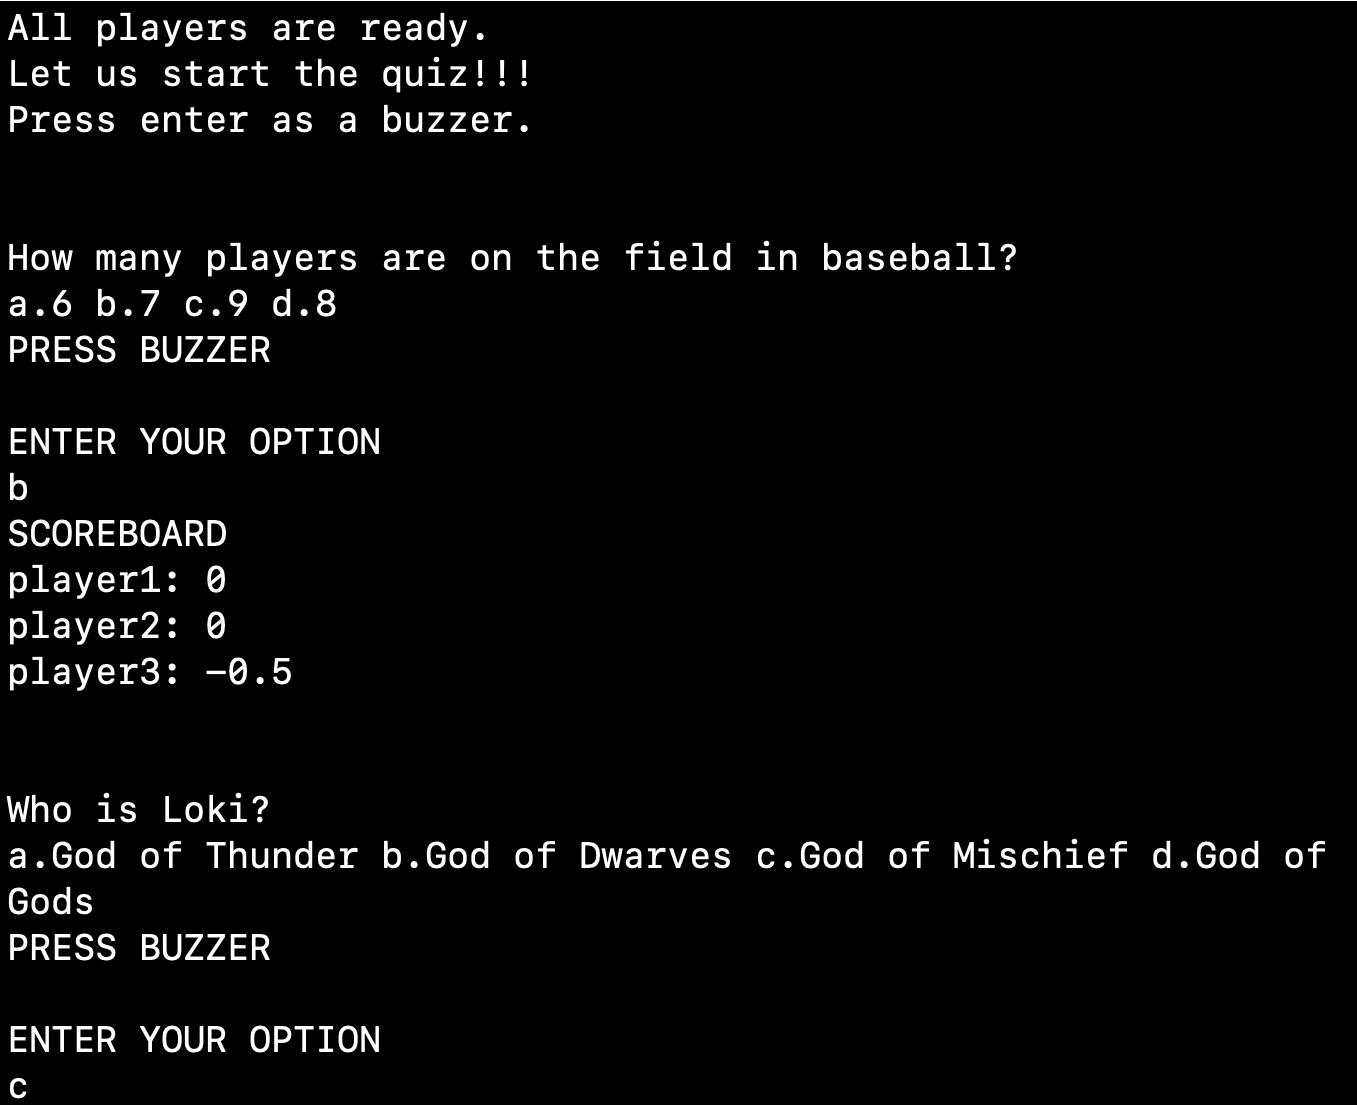 All players are ready.
Let us start the quiz!!!
Press enter as a buzzer.
How many players are on the field in baseball?
a.6 b.7 c.9 d.8
PRESS BUZZER
ENTER YOUR OPTION
b
SCOREBOARD
player1: 0
player2: 0
player3: -0.5
Who is Loki?
a.God of Thunder b.God of Dwarves c.God of Mischief d.God of
Gods
PRESS BUZZER
ENTER YOUR OPTION
c